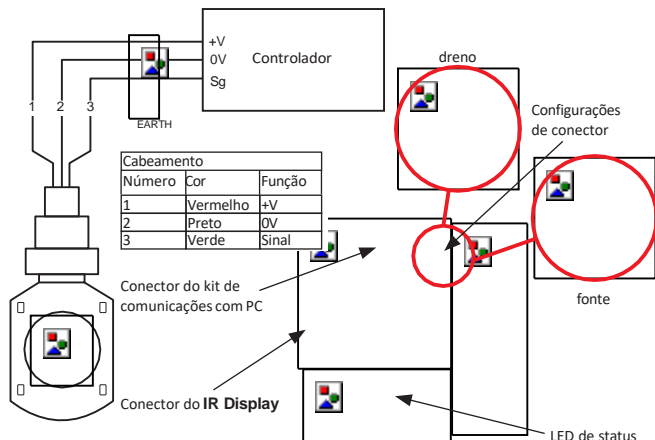 +V
0V
Sg
Controlador
1 2 3
EARTH
dreno
Configurações
de conector
Cabeamento
Número Cor Função
1 Vermelho +V
2 Preto 0V
3 Verde Sinal
Conector do kit de
comunicações com PC
fonte
Conector do IR Display
LED de status